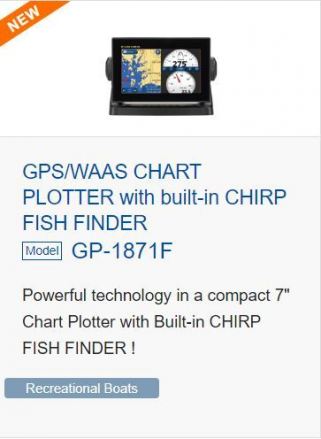 NEW
275
GPS/WAAS CHART
PLOTTER with built-in CHIRP
FISH FINDER
Model GP-1871F
Powerful technology in a compact 7"
Chart Plotter with Built-in CHIRP
FISH FINDER !
Recreational Boats